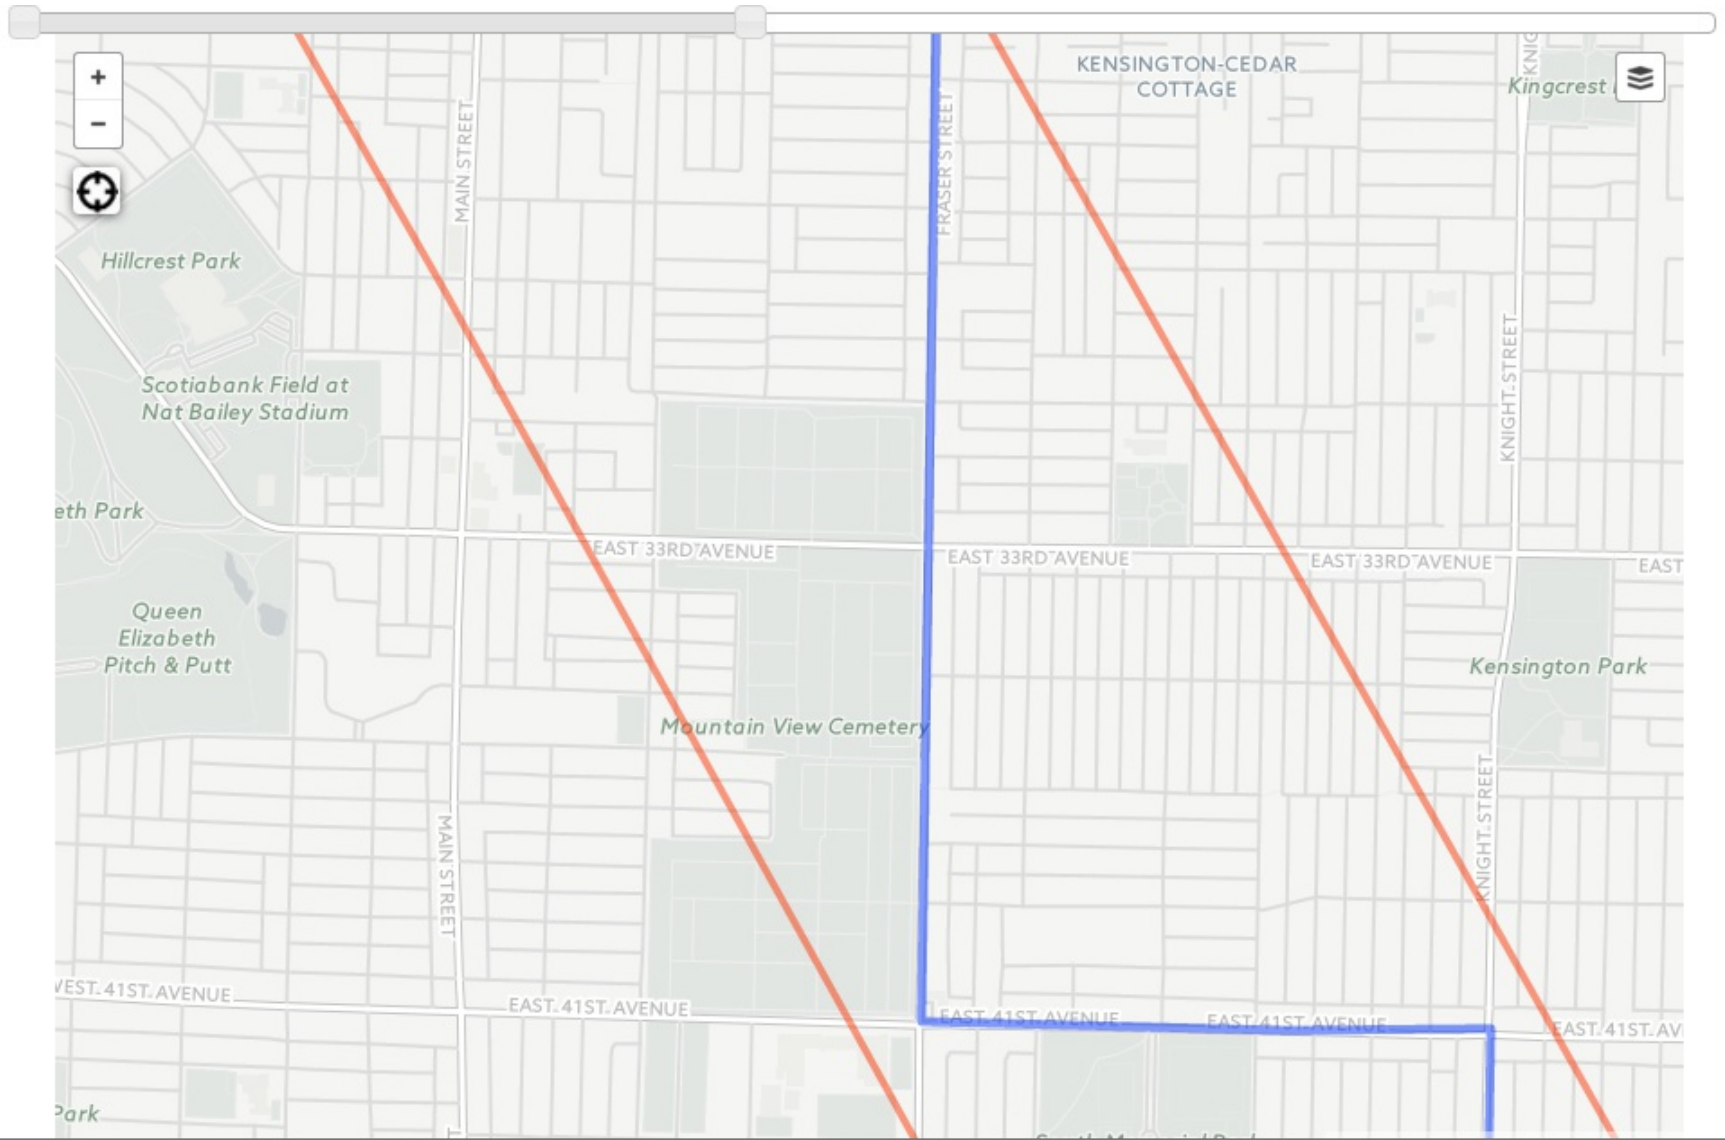 +
−
KENSINGTON-CEDAR
COTTAGE
KNIG
Kingcrest
MAIN STREET
FRASER STREET
Hillcrest Park
KNIGHT STREET
Scotiabank Field at
Nat Bailey Stadium
eth Park
EAST 33RD AVENUE
EAST 33RD AVENUE
EAST 33RD AVENUE
EAST
Queen
Elizabeth
Pitch & Putt
Kensington Park
Mountain View Cemetery
KNIGHT STREET
MAIN STREET
WEST 41ST AVENUE
EAST 41ST AVENUE
EAST 41ST AVENUE
EAST 41ST AVENUE
EAST 41ST AV
Park
T